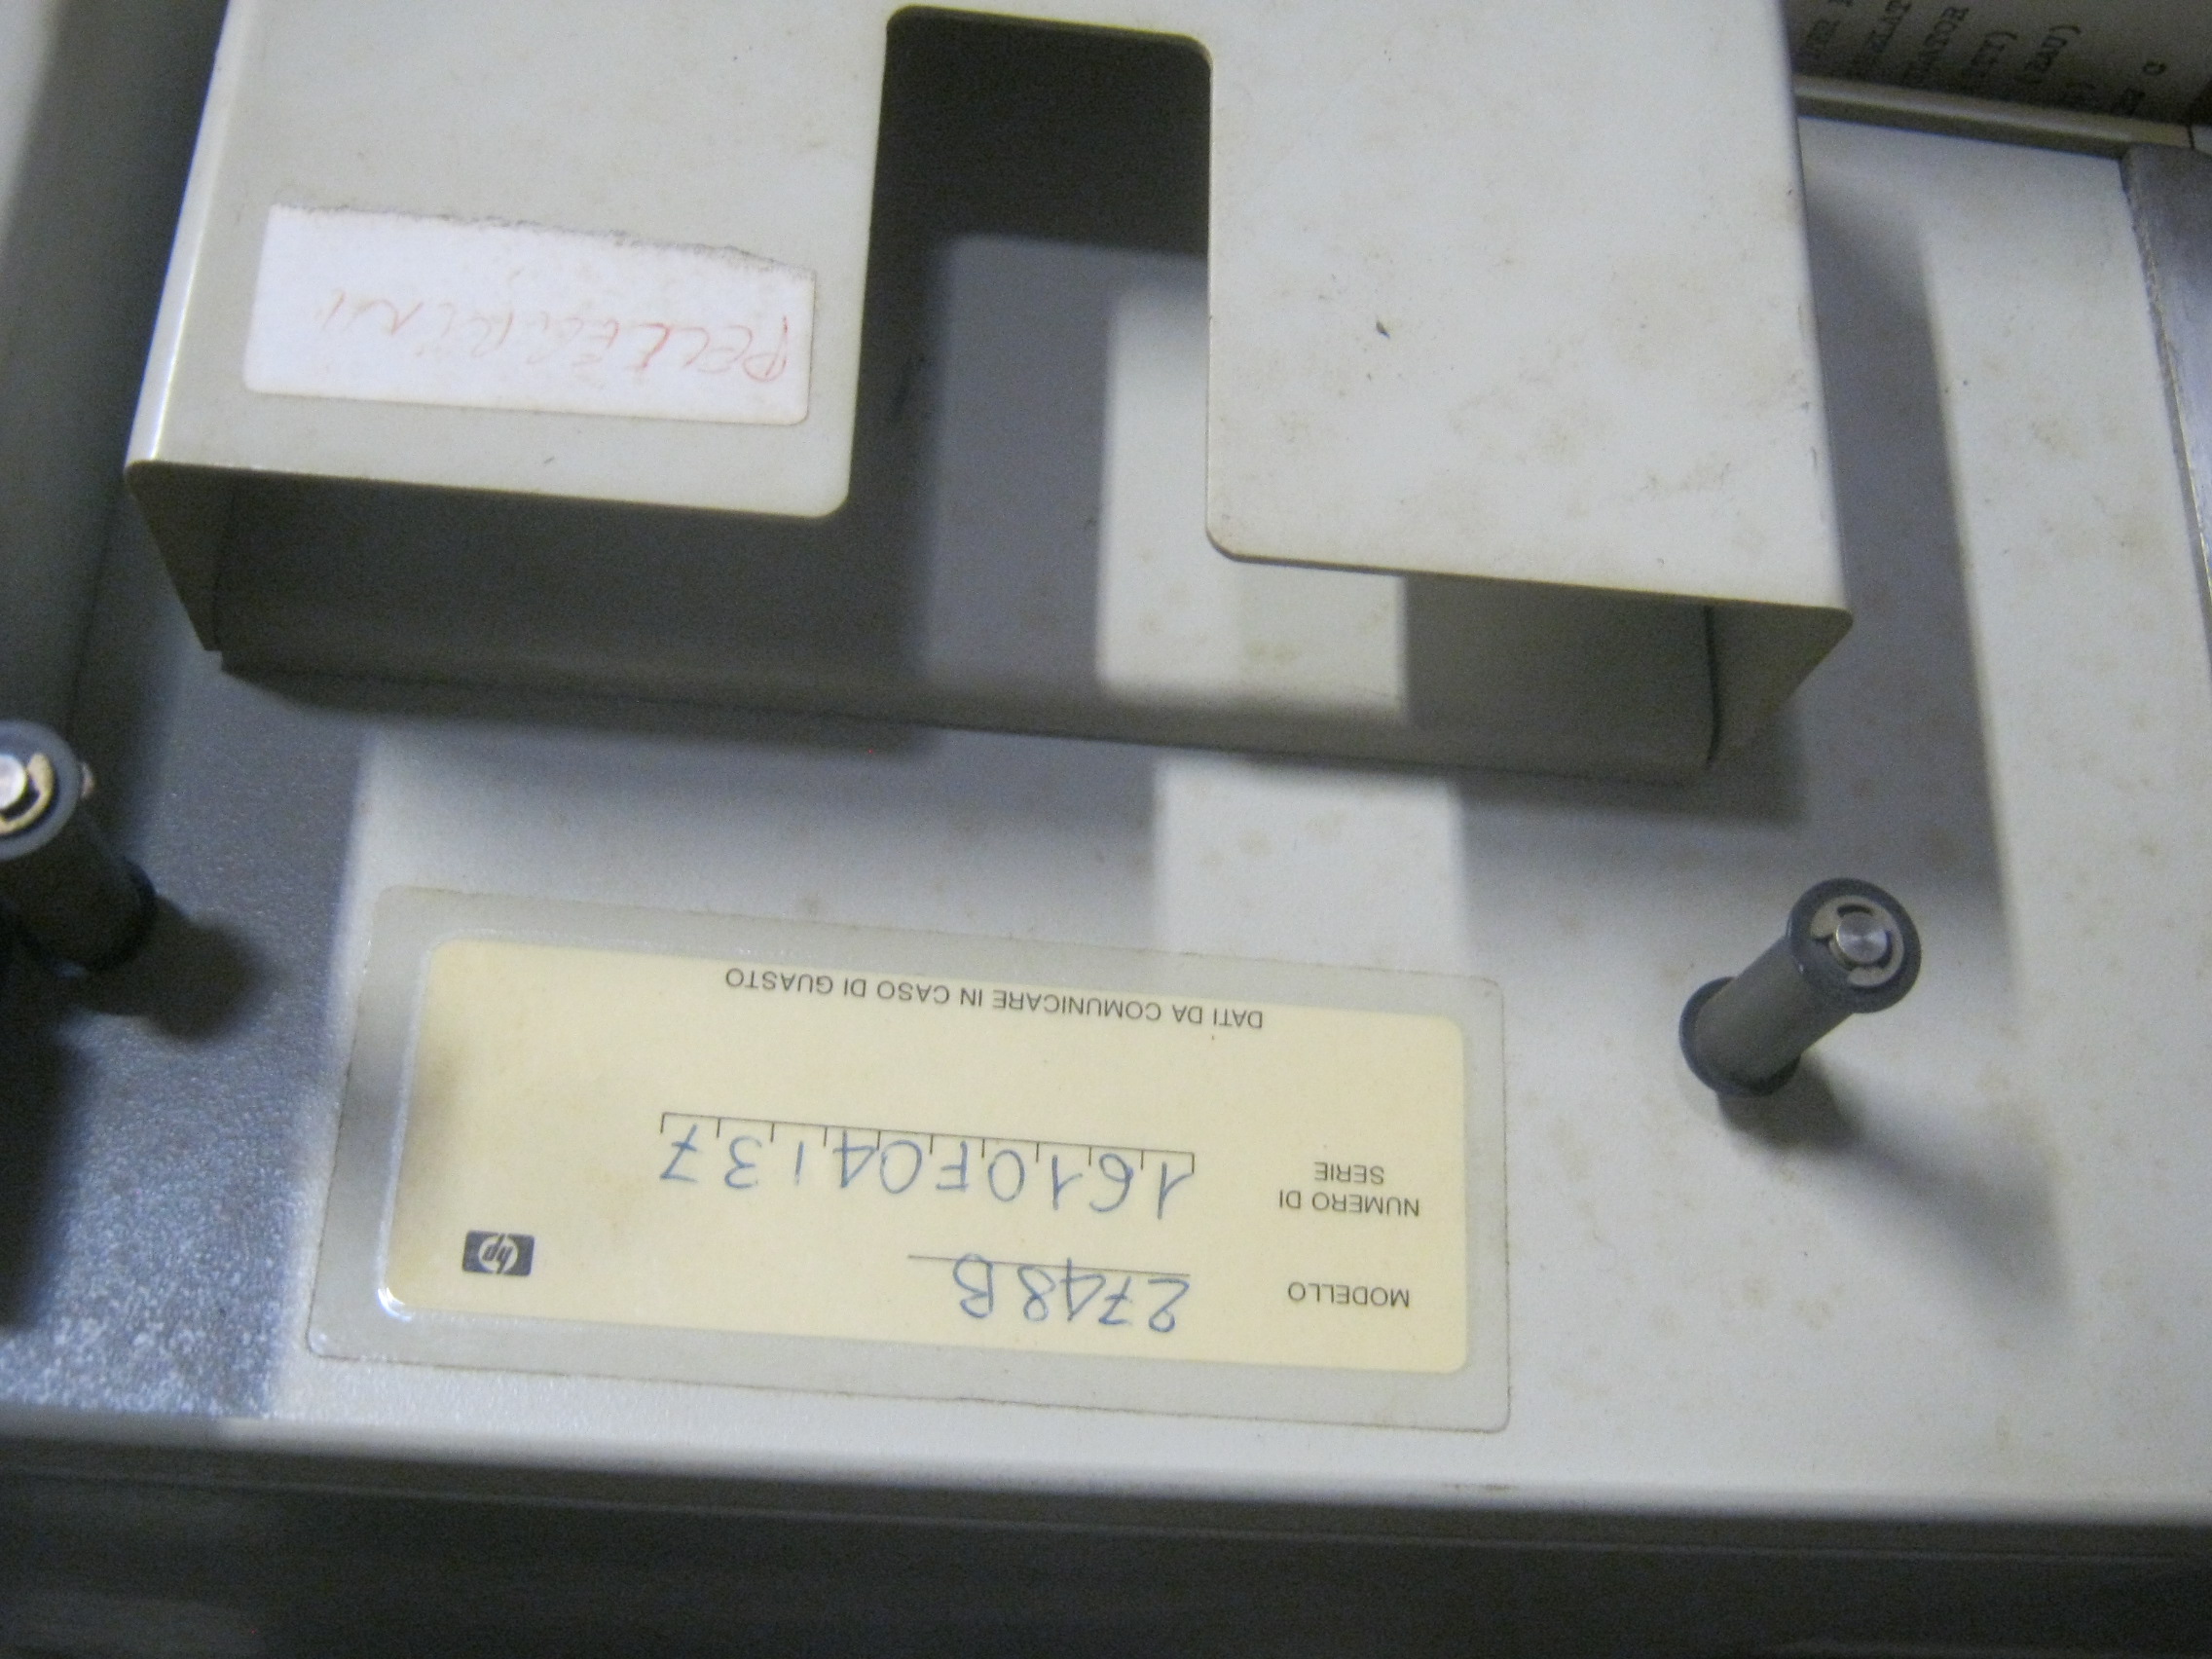 MODELLO 2748B hp
NUMERO DI
SERIE 1610F04137
DATI DA COMUNICARE IN CASO DI GUASTO
PELLEGRINI